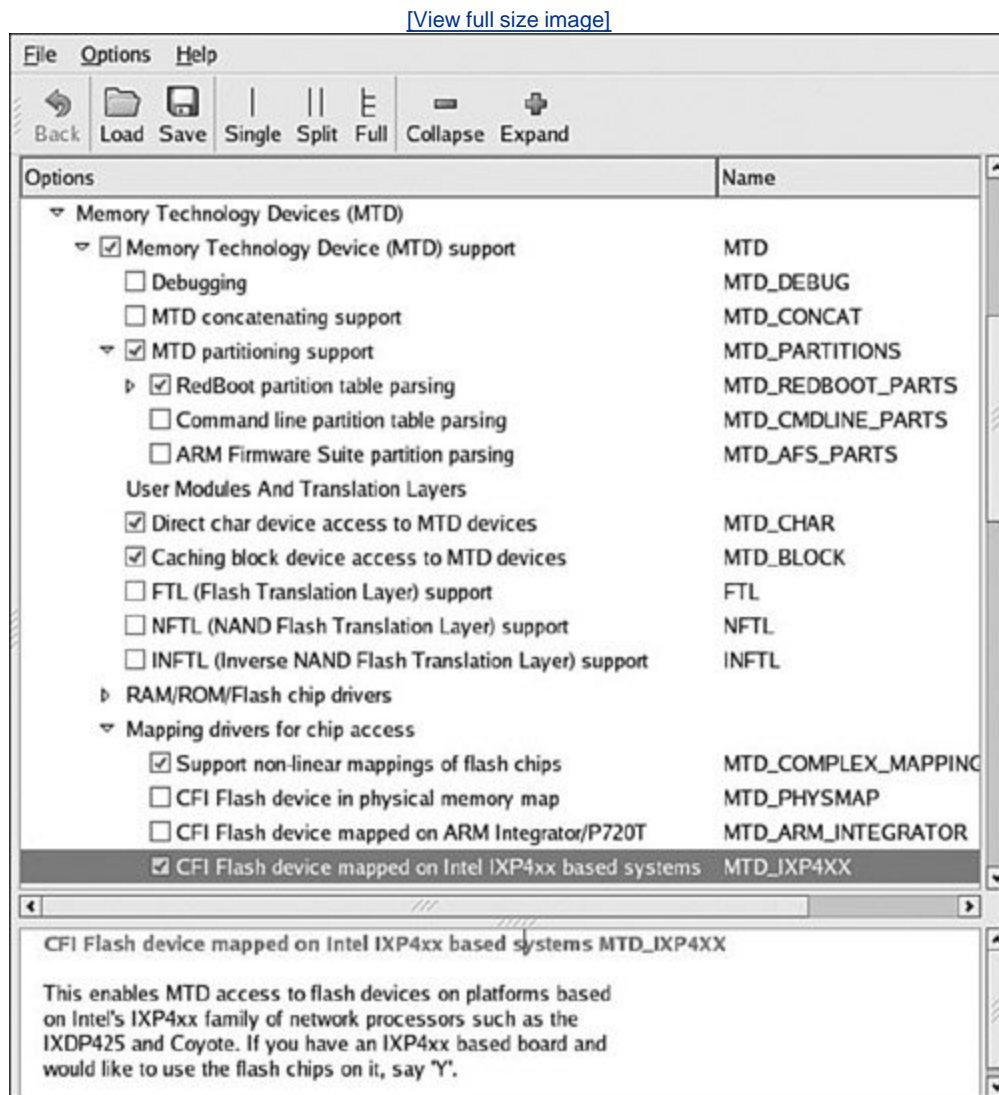 [View full size image]
File Options Help
Back Load Save Single Split Full Collapse Expand
Options Name
Memory Technology Devices (MTD)
Memory Technology Device (MTD) support MTD
Debugging MTD_DEBUG
MTD concatenating support MTD_CONCAT
MTD partitioning support MTD_PARTITIONS
RedBoot partition table parsing MTD_REDBOOT_PARTS
Command line partition table parsing MTD_CMDLINE_PARTS
ARM Firmware Suite partition parsing MTD_AFS_PARTS
User Modules And Translation Layers
Direct char device access to MTD devices MTD_CHAR
Caching block device access to MTD devices MTD_BLOCK
FTL (Flash Translation Layer) support FTL
NFTL (NAND Flash Translation Layer) support NFTL
INFTL (Inverse NAND Flash Translation Layer) support INFTL
RAM/ROM/Flash chip drivers
Mapping drivers for chip access
Support non-linear mappings of flash chips MTD_COMPLEX_MAPPING
CFI Flash device in physical memory map MTD_PHYSMAP
CFI Flash device mapped on ARM Integrator/P720T MTD_ARM_INTEGRATOR
CFI Flash device mapped on Intel IXP4xx based systems MTD_IXP4XX
CFI Flash device mapped on Intel IXP4xx based systems MTD_IXP4XX
This enables MTD access to flash devices on platforms based
on Intel's IXP4xx family of network processors such as the
IXDP425 and Coyote. If you have an IXP4xx based board and
would like to use the flash chips on it, say 'Y'.